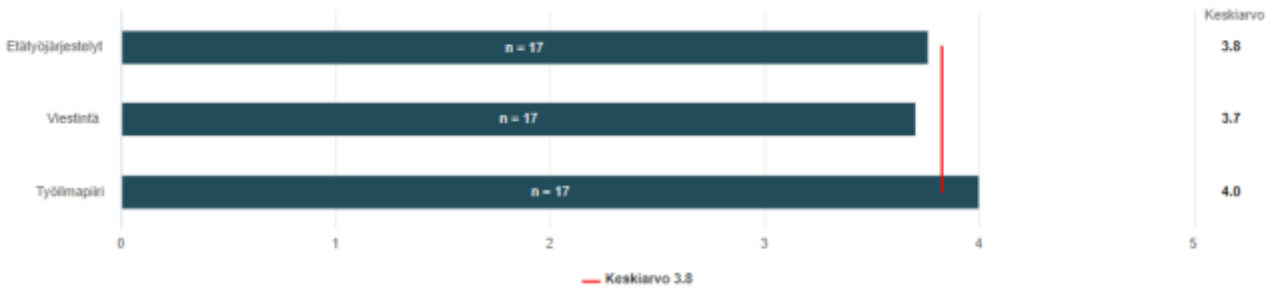 Keskiarvo
Etätyöjärjestelyt n = 17 3.8
Viestintä n = 17 3.7
Työilmapiiri n = 17 4.0
0 1 2 3 4 5
Keskiarvo 3.8